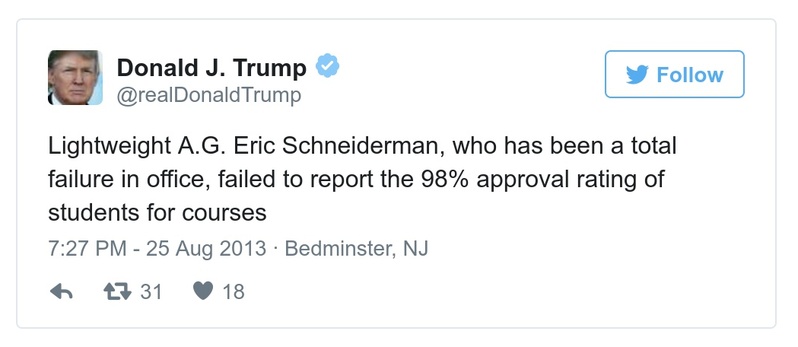 Donald J. Trump
@realDonaldTrump
Follow
Lightweight A.G. Eric Schneiderman, who has been a total
failure in office, failed to report the 98% approval rating of
students for courses
7:27 PM - 25 Aug 2013 · Bedminster, NJ
31 18